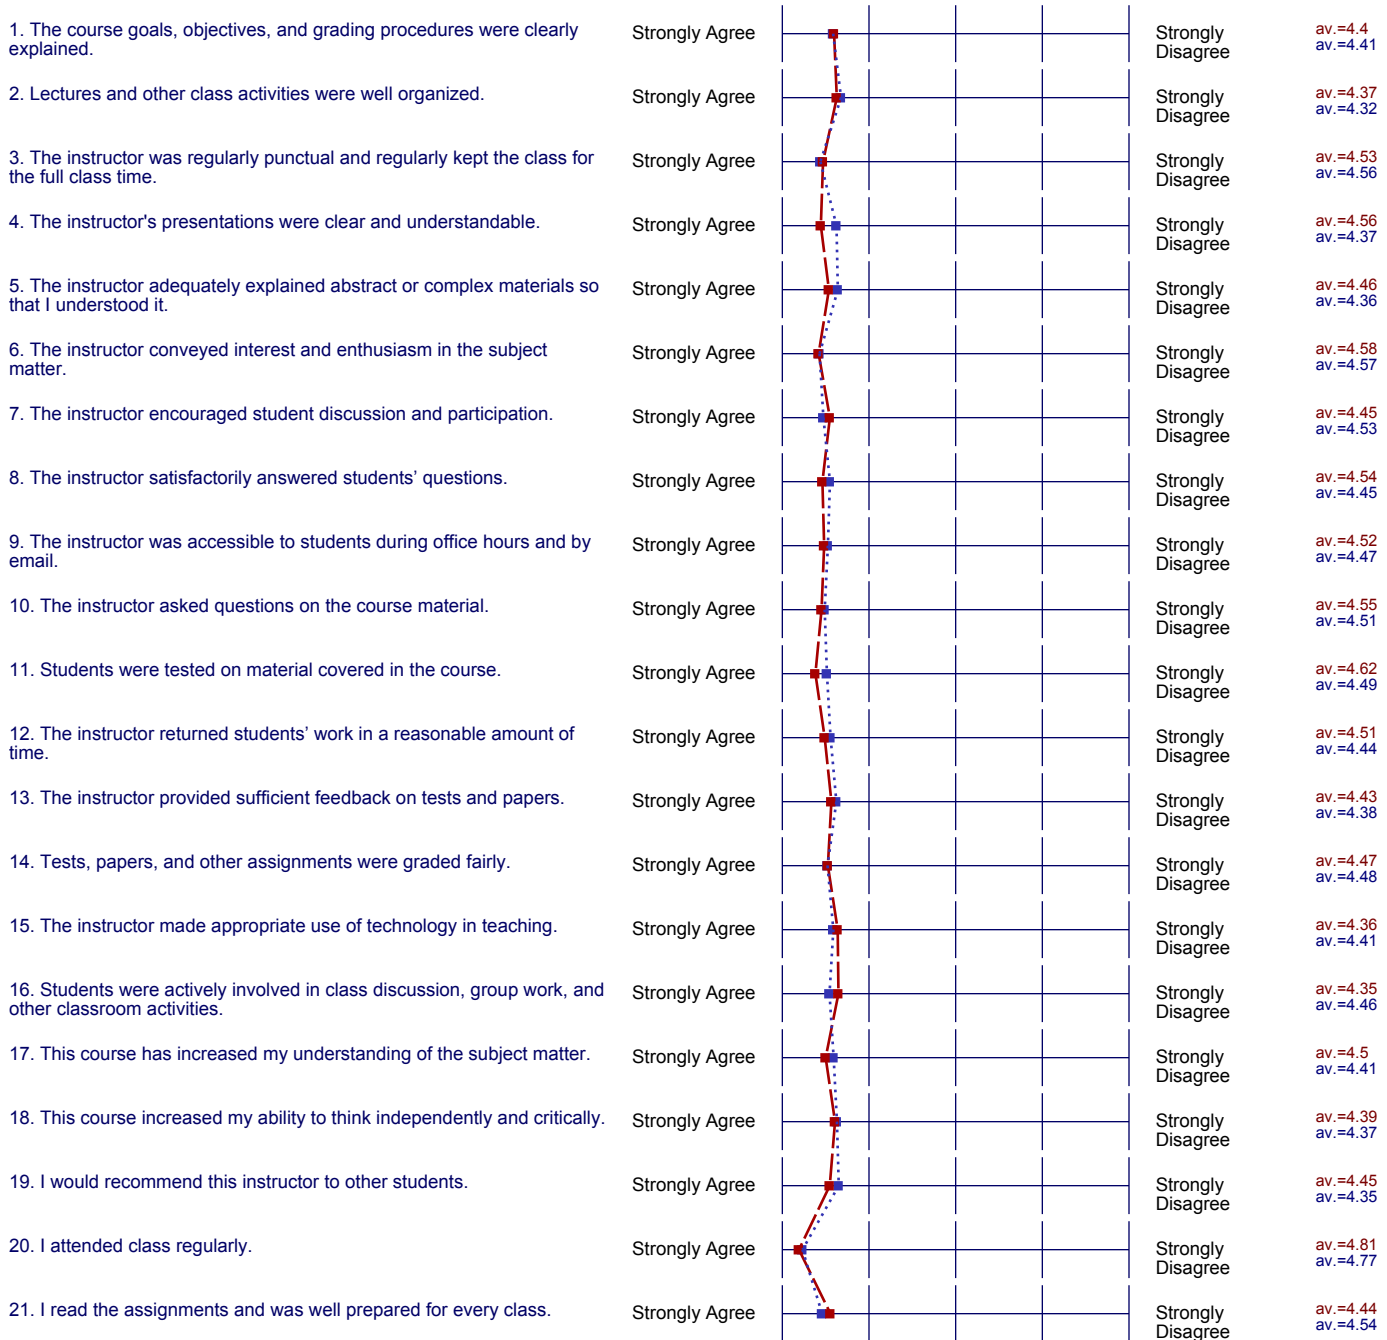 1. The course goals, objectives, and grading procedures were clearly
explained.
Strongly Agree
Strongly
Disagree
av.=4.4
av.=4.41
2. Lectures and other class activities were well organized.
Strongly Agree
Strongly
Disagree
av.=4.37
av.=4.32
3. The instructor was regularly punctual and regularly kept the class for
the full class time.
Strongly Agree
Strongly
Disagree
av.=4.53
av.=4.56
4. The instructor's presentations were clear and understandable.
Strongly Agree
Strongly
Disagree
av.=4.56
av.=4.37
5. The instructor adequately explained abstract or complex materials so
that I understood it.
Strongly Agree
Strongly
Disagree
av.=4.46
av.=4.36
6. The instructor conveyed interest and enthusiasm in the subject
matter.
Strongly Agree
Strongly
Disagree
av.=4.58
av.=4.57
7. The instructor encouraged student discussion and participation.
Strongly Agree
Strongly
Disagree
av.=4.45
av.=4.53
8. The instructor satisfactorily answered students’ questions.
Strongly Agree
Strongly
Disagree
av.=4.54
av.=4.45
9. The instructor was accessible to students during office hours and by
email.
Strongly Agree
Strongly
Disagree
av.=4.52
av.=4.47
10. The instructor asked questions on the course material.
Strongly Agree
Strongly
Disagree
av.=4.55
av.=4.51
11. Students were tested on material covered in the course.
Strongly Agree
Strongly
Disagree
av.=4.62
av.=4.49
12. The instructor returned students’ work in a reasonable amount of
time.
Strongly Agree
Strongly
Disagree
av.=4.51
av.=4.44
13. The instructor provided sufficient feedback on tests and papers.
Strongly Agree
Strongly
Disagree
av.=4.43
av.=4.38
14. Tests, papers, and other assignments were graded fairly.
Strongly Agree
Strongly
Disagree
av.=4.47
av.=4.48
15. The instructor made appropriate use of technology in teaching.
Strongly Agree
Strongly
Disagree
av.=4.36
av.=4.41
16. Students were actively involved in class discussion, group work, and
other classroom activities.
Strongly Agree
Strongly
Disagree
av.=4.35
av.=4.46
17. This course has increased my understanding of the subject matter.
Strongly Agree
Strongly
Disagree
av.=4.5
av.=4.41
18. This course increased my ability to think independently and critically.
Strongly Agree
Strongly
Disagree
av.=4.39
av.=4.37
19. I would recommend this instructor to other students.
Strongly Agree
Strongly
Disagree
av.=4.45
av.=4.35
20. I attended class regularly.
Strongly Agree
Strongly
Disagree
av.=4.81
av.=4.77
21. I read the assignments and was well prepared for every class.
Strongly Agree
Strongly
Disagree
av.=4.44
av.=4.54